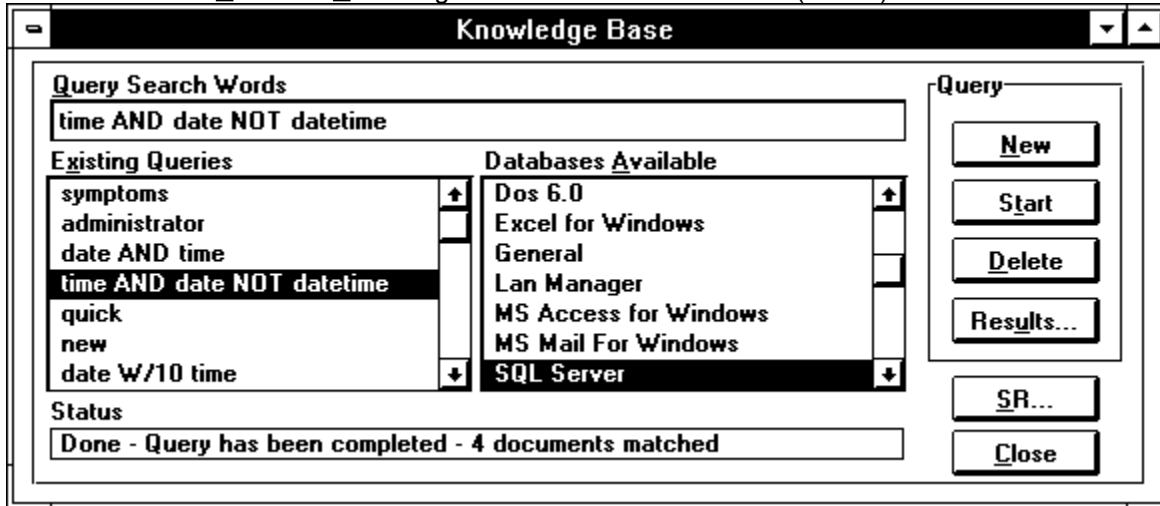 Knowledge Base
Query Search Words
time AND date NOT datetime
Existing Queries
symptoms
administrator
date AND time
time AND date NOT datetime
quick
new
date W/10 time
Databases Available
Dos 6.0
Excel for Windows
General
Lan Manager
MS Access for Windows
MS Mail For Windows
SQL Server
Status
Done - Query has been completed - 4 documents matched
Query
New
Start
Delete
Results...
SR...
Close